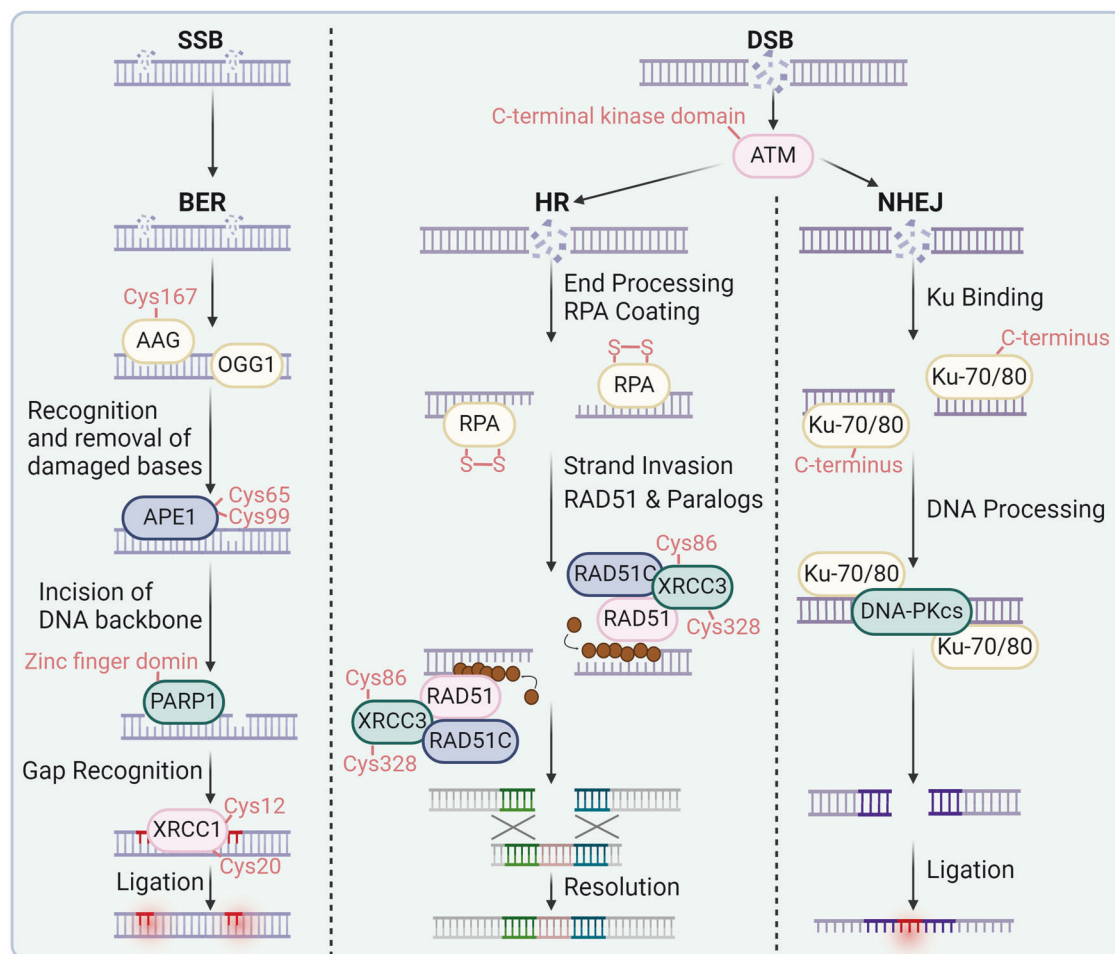 SSB
BER
Cys167
AAG
OGG1
Recognition
and removal of
damaged bases
Cys65
Cys99
APE1
Incision of
DNA backbone
Zinc finger domin
PARP1
Gap Recognition
Cys12
XRCC1
Cys20
Ligation
DSB
C-terminal kinase domain
ATM
HR
End Processing
RPA Coating
S-S
RPA
RPA
S-S
Strand Invasion
RAD51 & Paralogs
Cys86
RAD51C
XRCC3
RAD51
Cys328
Cys86
RAD51
XRCC3
RAD51C
Cys328
Resolution
NHEJ
Ku Binding
C-terminus
Ku-70/80
Ku-70/80
C-terminus
DNA Processing
Ku-70/80
DNA-PKcs
Ku-70/80
Ligation